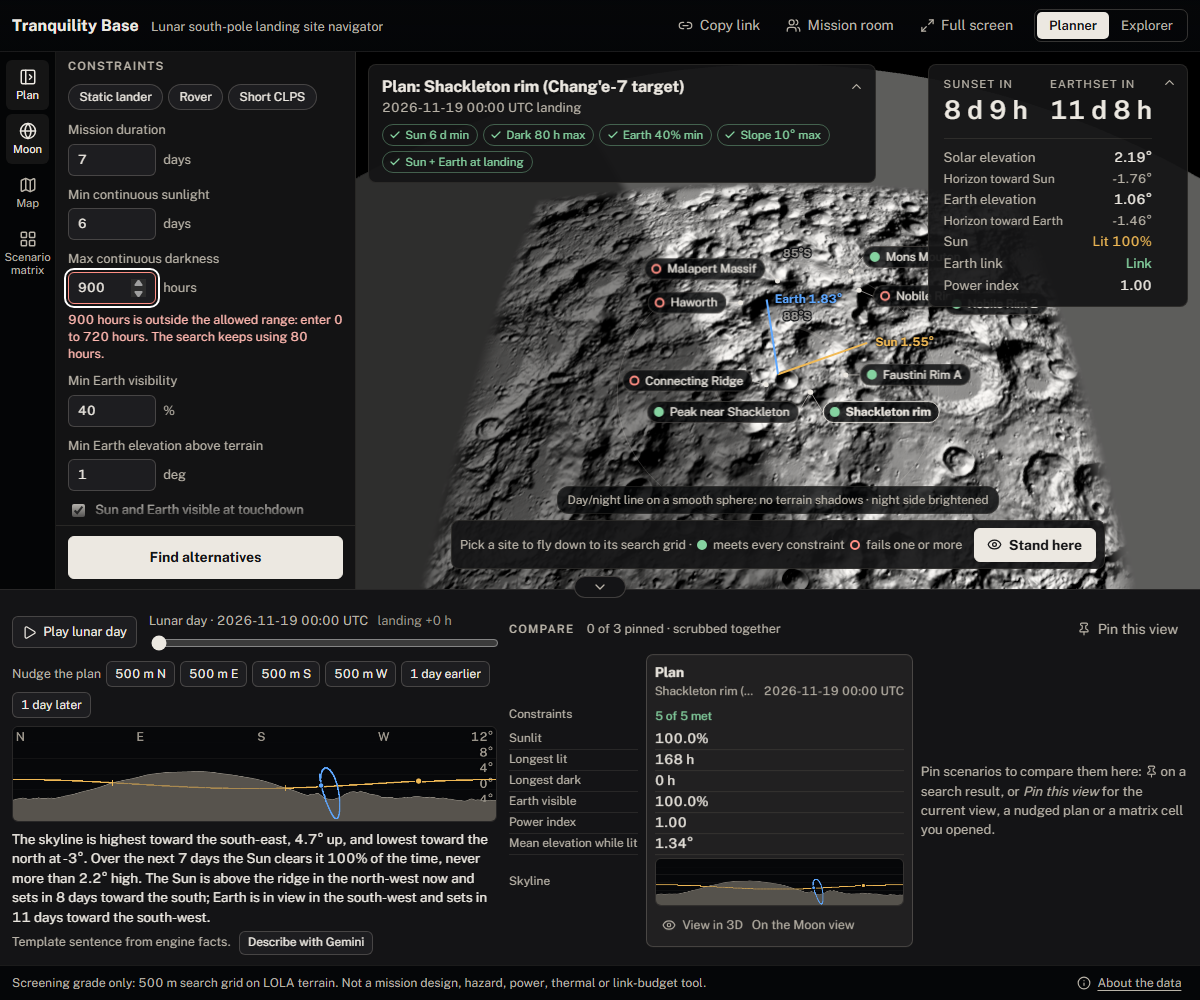 Tranquility Base Lunar south-pole landing site navigator
Copy link Mission room Full screen Planner Explorer
Plan
Moon
Map
Scenario
matrix
CONSTRAINTS
Static lander Rover Short CLPS
Mission duration
7 days
Min continuous sunlight
6 days
Max continuous darkness
900 hours
900 hours is outside the allowed range: enter 0
to 720 hours. The search keeps using 80
hours.
Min Earth visibility
40 %
Min Earth elevation above terrain
1 deg
Sun and Earth visible at touchdown
Find alternatives
Plan: Shackleton rim (Chang'e-7 target)
2026-11-19 00:00 UTC landing
Sun 6 d min Dark 80 h max Earth 40% min Slope 10° max
Sun + Earth at landing
SUNSET IN EARTHSET IN
8 d 9 h 11 d 8 h
Solar elevation 2.19°
Horizon toward Sun -1.76°
Earth elevation 1.06°
Horizon toward Earth -1.46°
Sun Lit 100%
Earth link Link
Power index 1.00
85°S
Mons M
Malapert Massif
Haworth
Earth 1.83°
Nobile
88°S
Sun 1.55°
Connecting Ridge
Faustini Rim A
Peak near Shackleton
Shackleton rim
Day/night line on a smooth sphere: no terrain shadows · night side brightened
Pick a site to fly down to its search grid · meets every constraint fails one or more
Stand here
Play lunar day
Lunar day · 2026-11-19 00:00 UTC landing +0 h
Nudge the plan 500 m N 500 m E 500 m S 500 m W 1 day earlier
1 day later
N E S W 12°
8°
4°
0°
-4°
The skyline is highest toward the south-east, 4.7° up, and lowest toward the
north at -3°. Over the next 7 days the Sun clears it 100% of the time, never
more than 2.2° high. The Sun is above the ridge in the north-west now and
sets in 8 days toward the south; Earth is in view in the south-west and sets in
11 days toward the south-west.
Template sentence from engine facts. Describe with Gemini
COMPARE 0 of 3 pinned · scrubbed together
Pin this view
Plan
Shackleton rim (... 2026-11-19 00:00 UTC
Constraints 5 of 5 met
Sunlit 100.0%
Longest lit 168 h
Longest dark 0 h
Earth visible 100.0%
Power index 1.00
Mean elevation while lit 1.34°
Skyline
View in 3D On the Moon view
Pin scenarios to compare them here: on a
search result, or Pin this view for the
current view, a nudged plan or a matrix cell
you opened.
Screening grade only: 500 m search grid on LOLA terrain. Not a mission design, hazard, power, thermal or link-budget tool.
About the data